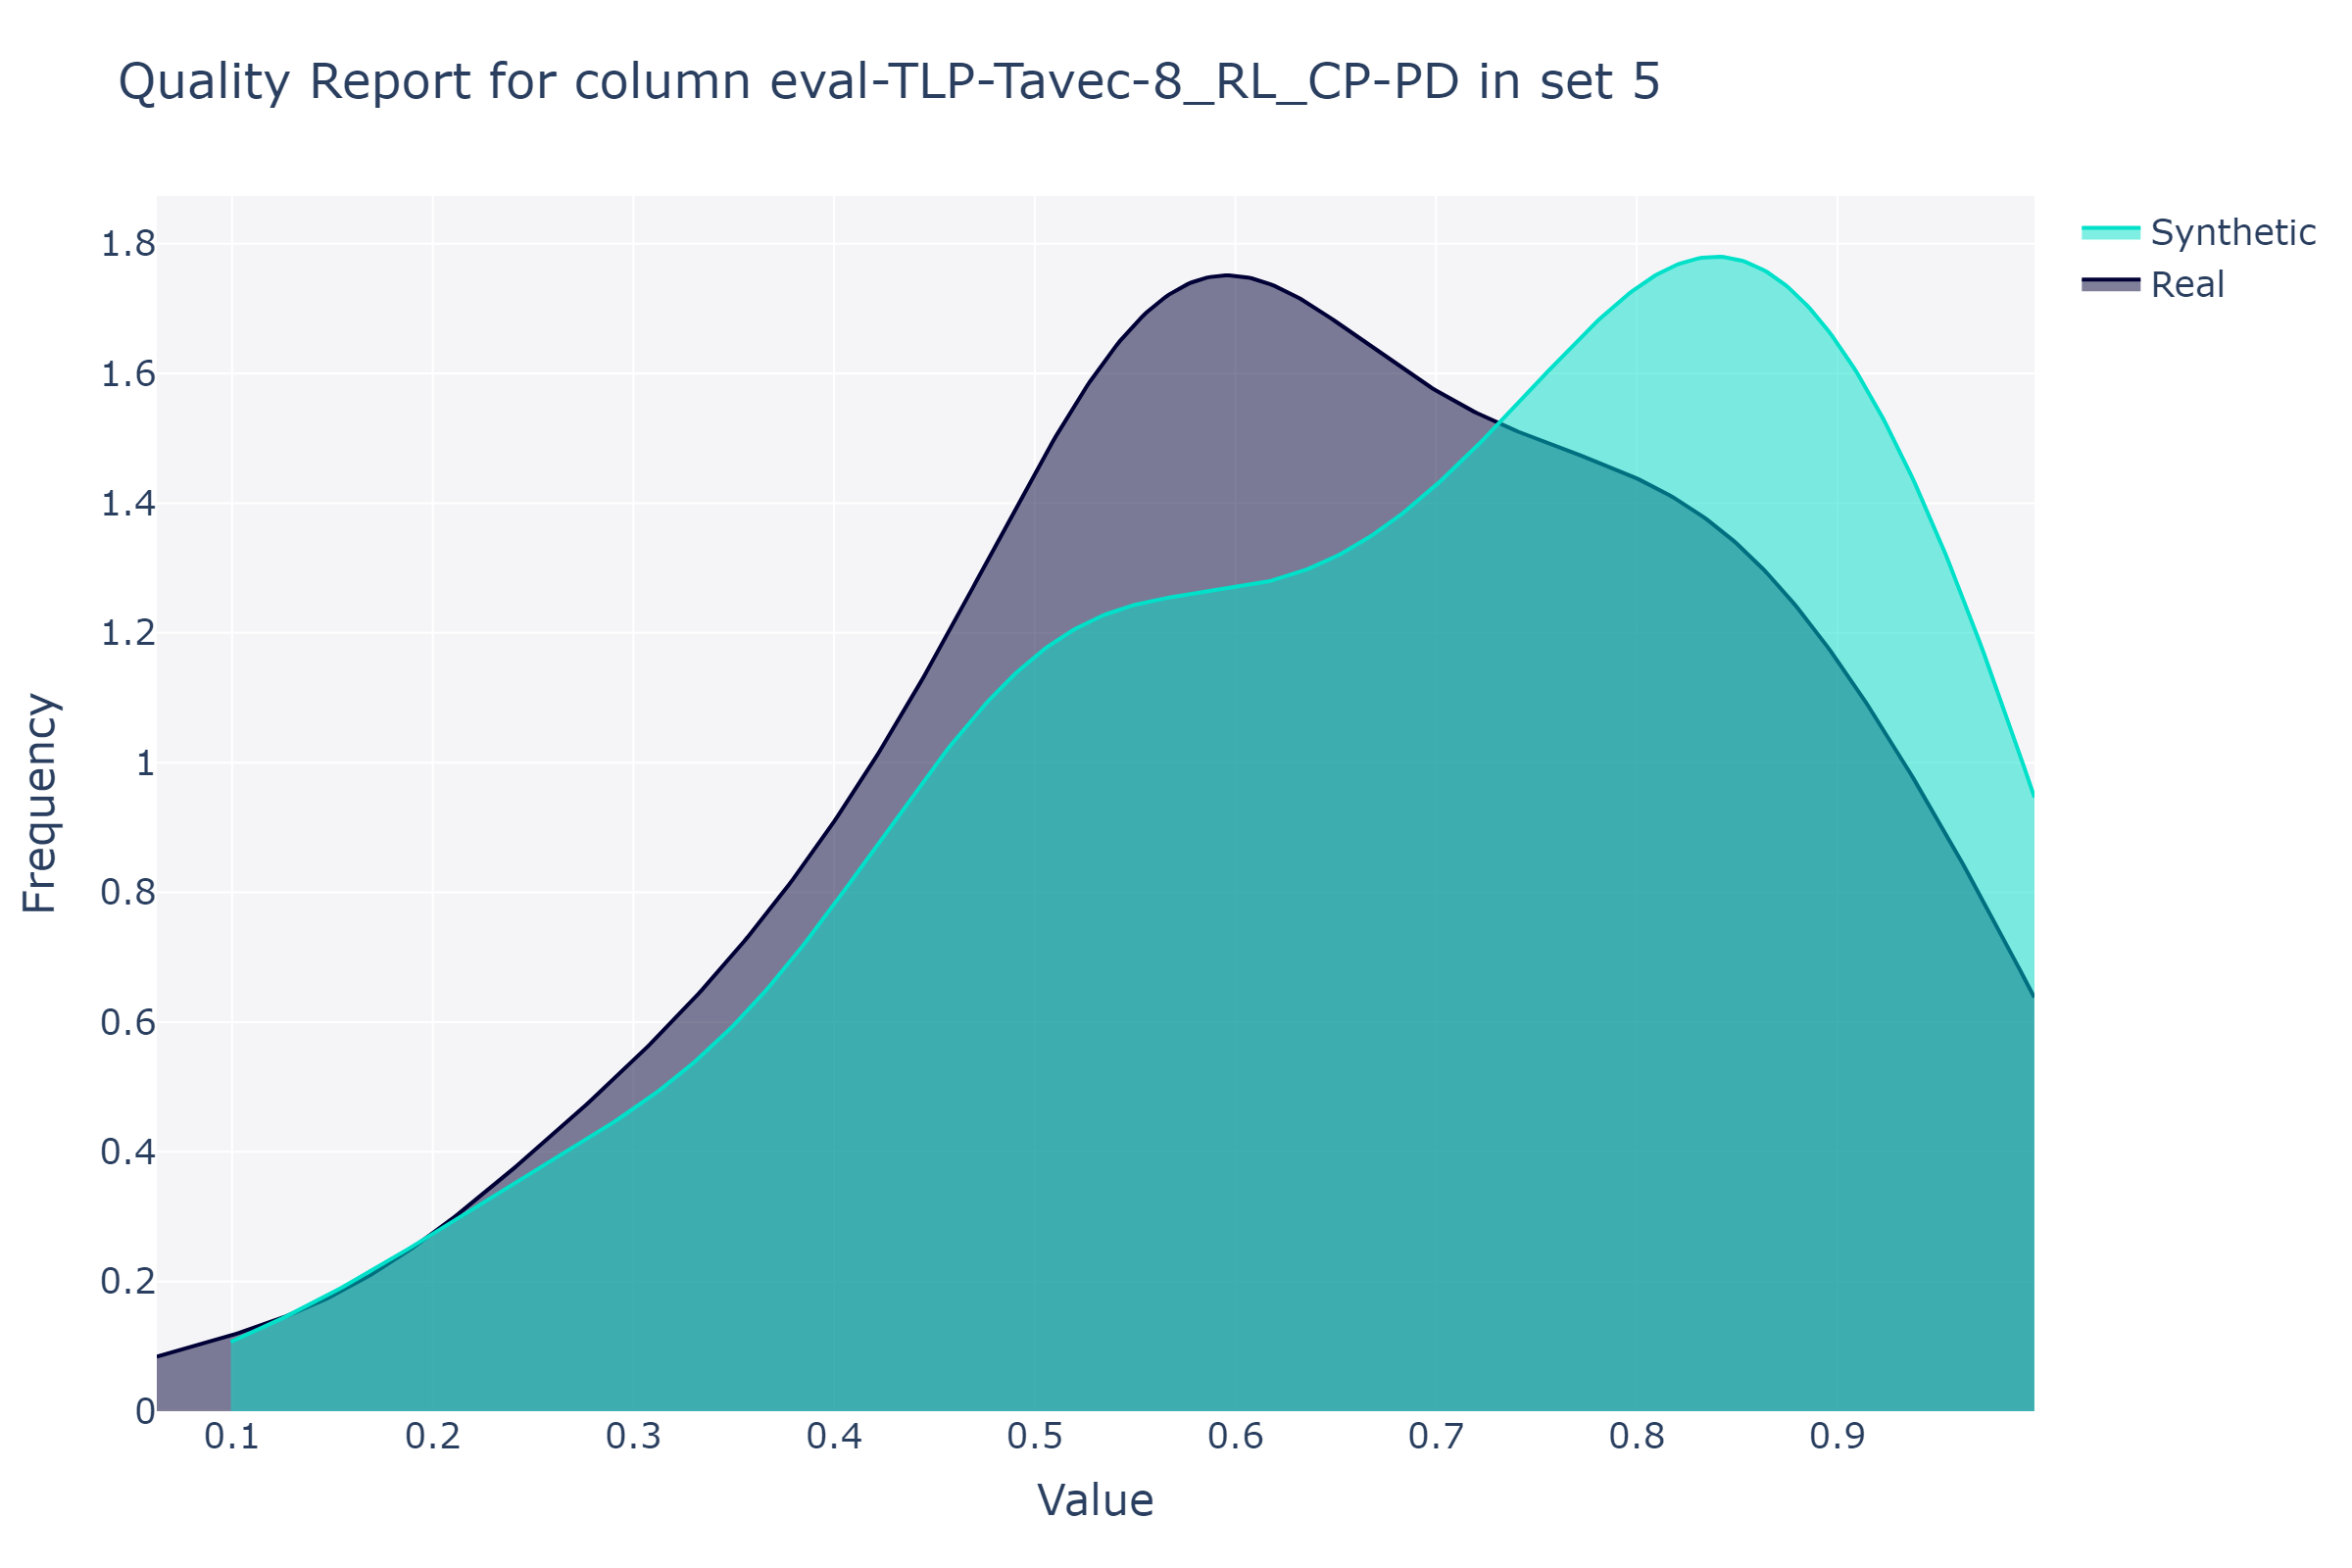 Quality Report for column eval-TLP-Tavec-8_RL_CP-PD in set 5
Synthetic
Real
1.8
1.6
1.4
1.2
1
0.8
0.6
0.4
0.2
0
Frequency
0.1 0.2 0.3 0.4 0.5 0.6 0.7 0.8 0.9
Value